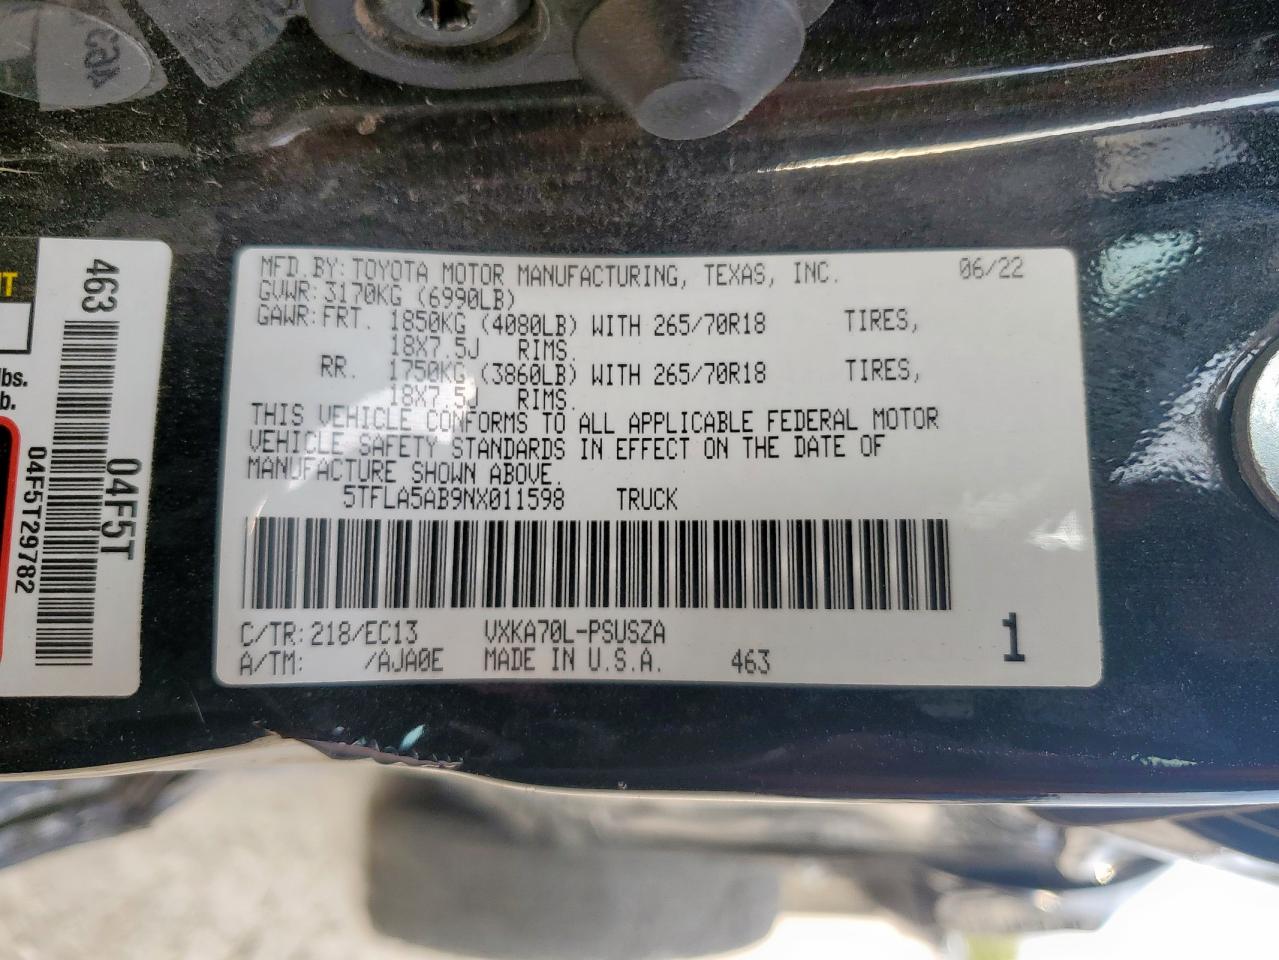 MFD.BY: TOYOTA MOTOR MANUFACTURING, TEXAS, INC. 06/22
GVWR: 3170KG (6990LB)
GAWR: FRT. 1850KG (4080LB) WITH 265/70R18 TIRES,
18X7.5J RIMS.
RR. 1750KG (3860LB) WITH 265/70R18 TIRES,
18X7.5J RIMS.
THIS VEHICLE CONFORMS TO ALL APPLICABLE FEDERAL MOTOR
VEHICLE SAFETY STANDARDS IN EFFECT ON THE DATE OF
MANUFACTURE SHOWN ABOVE.
5TFLA5AB9NX011598 TRUCK
C/TR: 218/EC13 VXKA70L-PSUSZA
A/TM: /AJA0E MADE IN U.S.A. 463
1
463
04F5T
04F5T29782
lbs.
b.